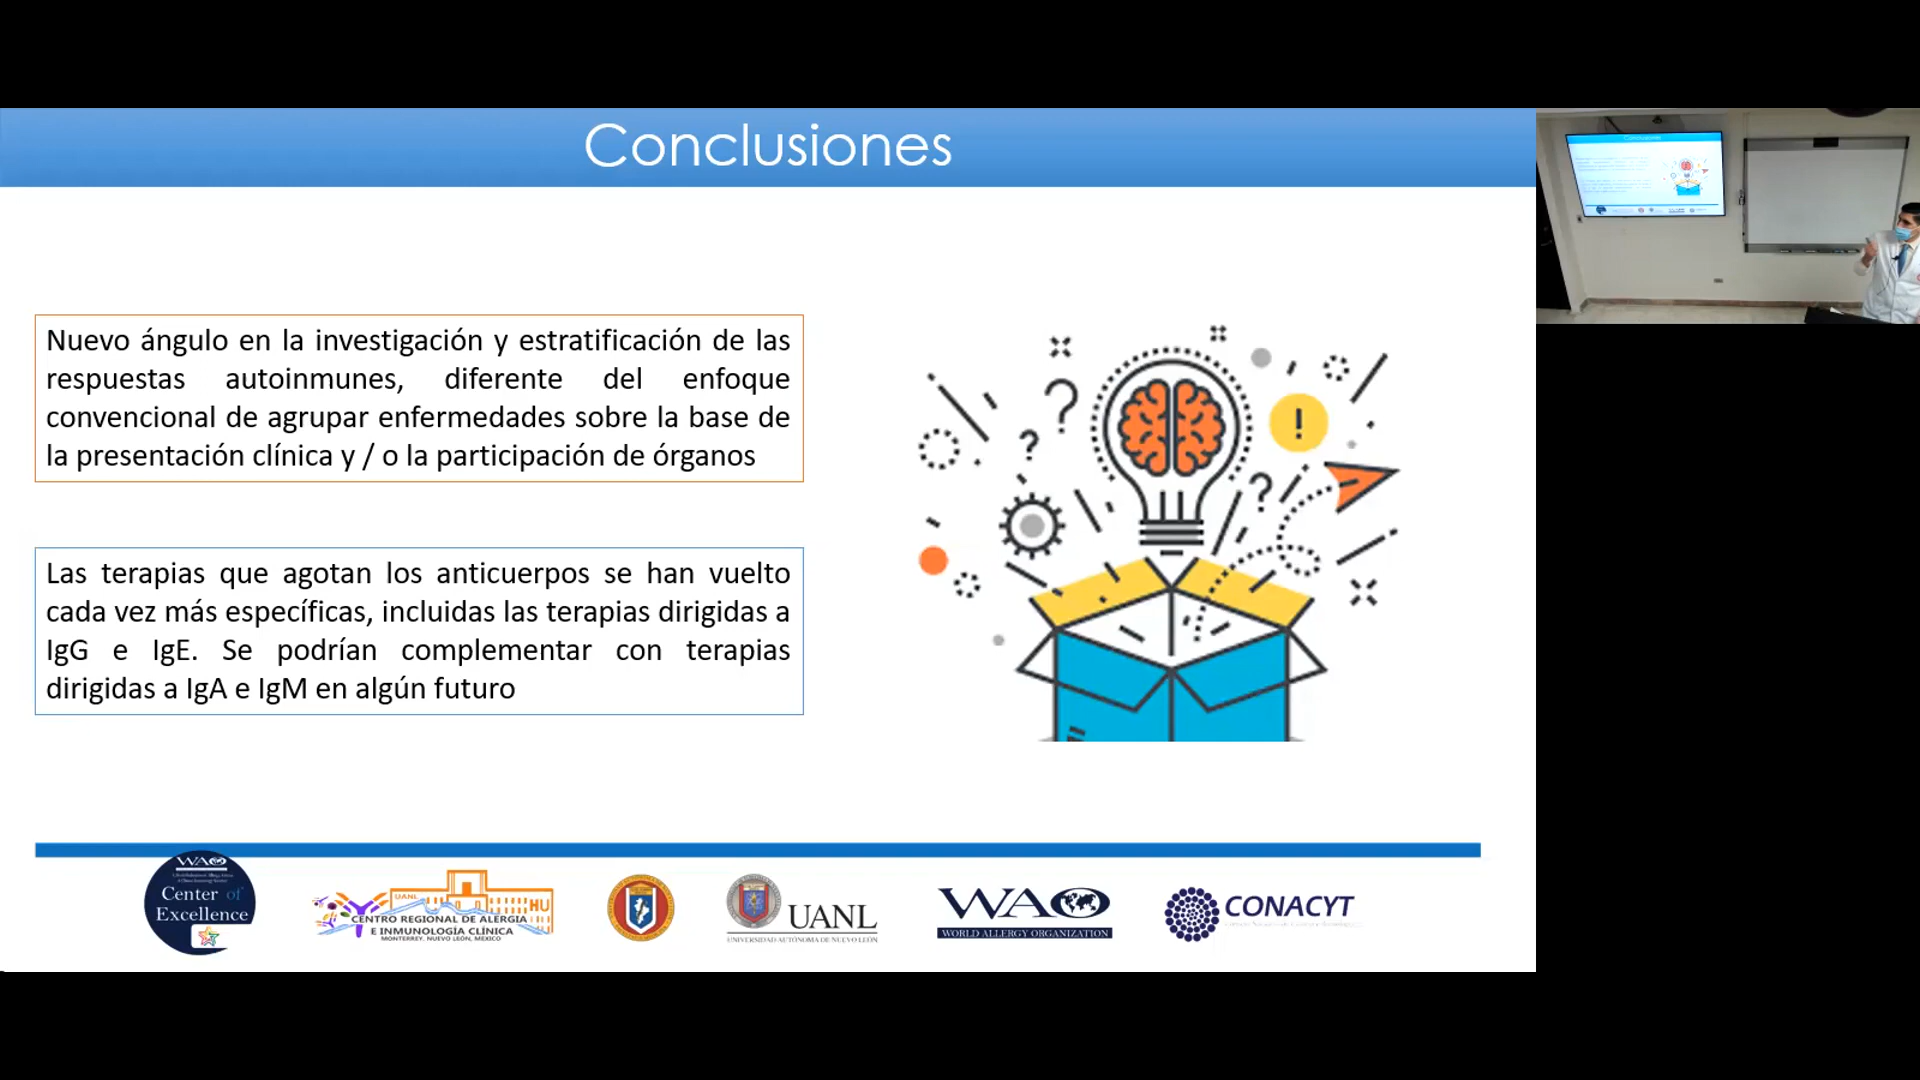 Conclusiones
Nuevo ángulo en la investigación y estratificación de las
respuestas autoinmunes, diferente del enfoque
convencional de agrupar enfermedades sobre la base de
la presentación clínica y / o la participación de órganos
Las terapias que agotan los anticuerpos se han vuelto
cada vez más específicas, incluidas las terapias dirigidas a
IgG e IgE. Se podrían complementar con terapias
dirigidas a IgA e IgM en algún futuro
WAO
Center of
Excellence
UANL
HU
CENTRO REGIONAL DE ALERGIA
E INMUNOLOGÍA CLÍNICA
MONTERREY, NUEVO LEÓN, MÉXICO
UANL
UNIVERSIDAD AUTÓNOMA DE NUEVO LEÓN
WAO
WORLD ALLERGY ORGANIZATION
CONACYT
Conclusiones